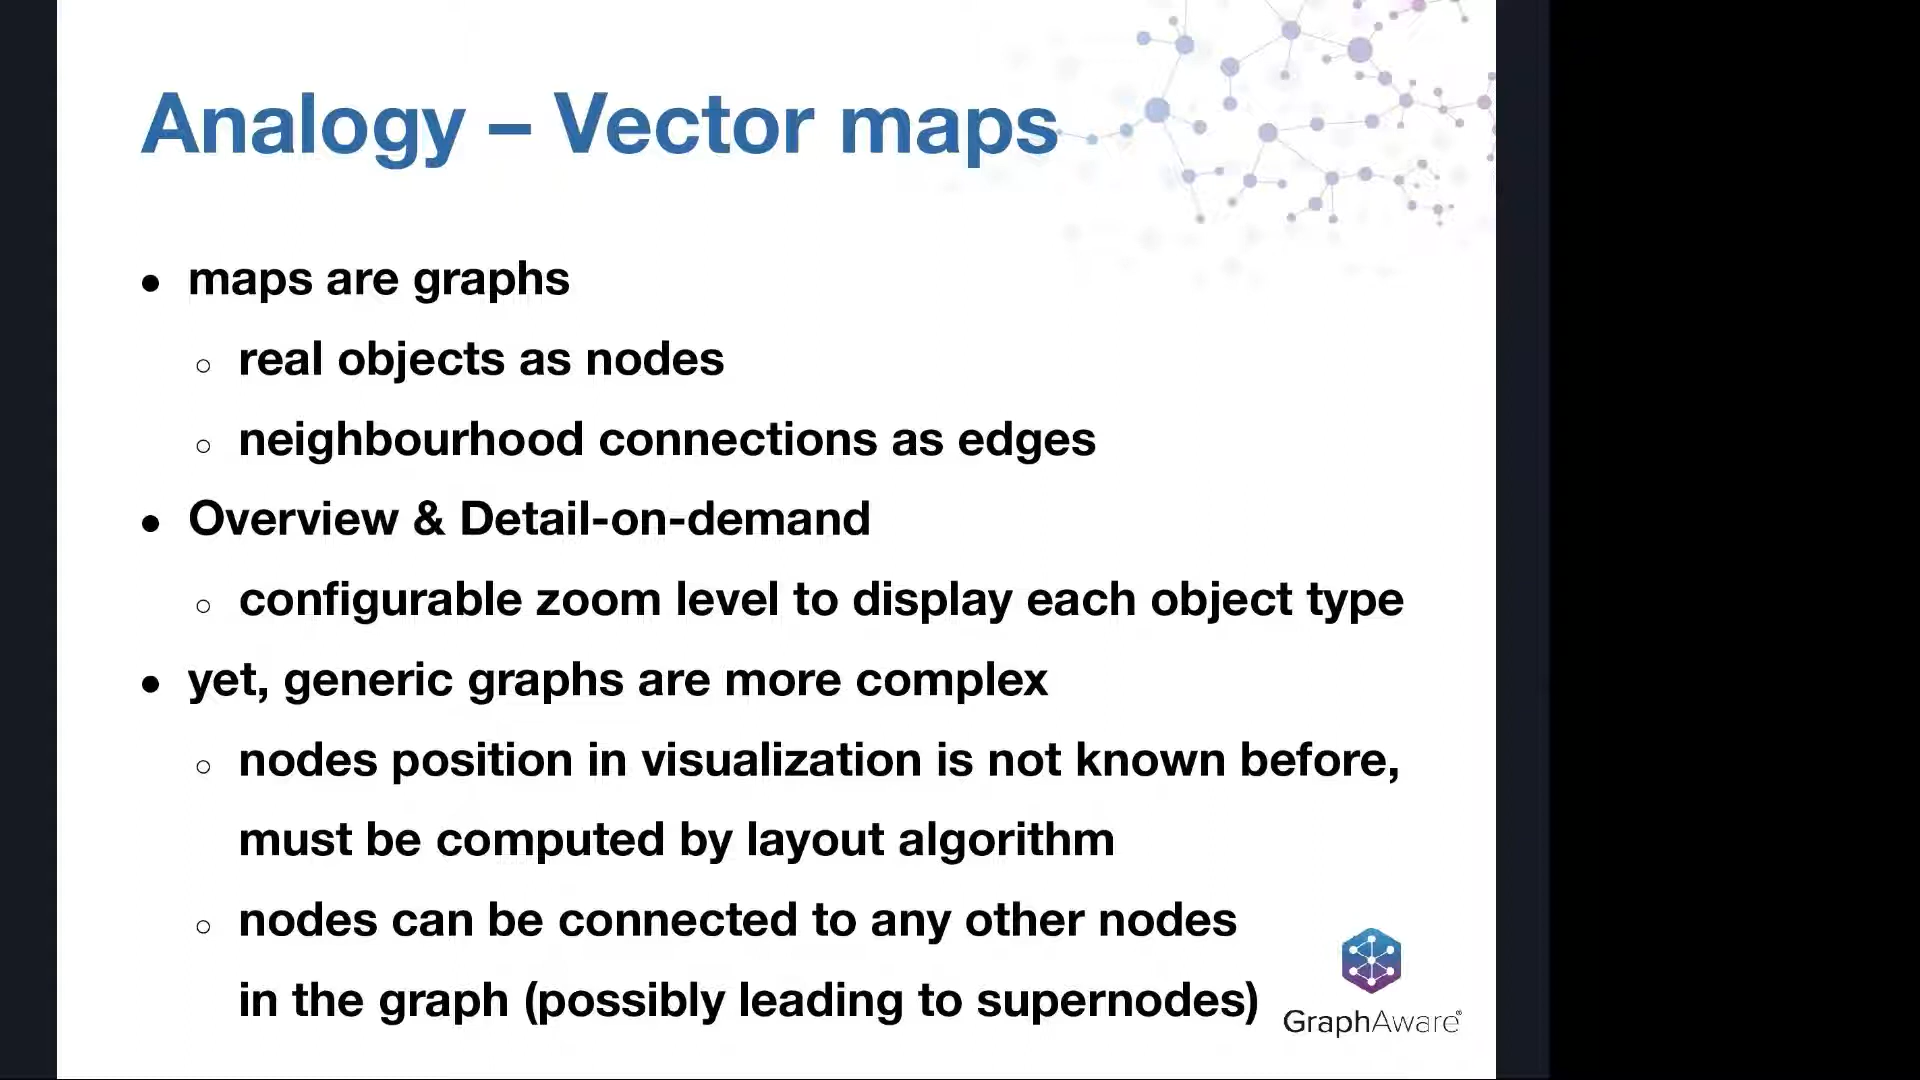 Analogy – Vector maps
● maps are graphs
○ real objects as nodes
○ neighbourhood connections as edges
● Overview & Detail-on-demand
○ configurable zoom level to display each object type
● yet, generic graphs are more complex
○ nodes position in visualization is not known before,
must be computed by layout algorithm
○ nodes can be connected to any other nodes
in the graph (possibly leading to supernodes)
GraphAware®